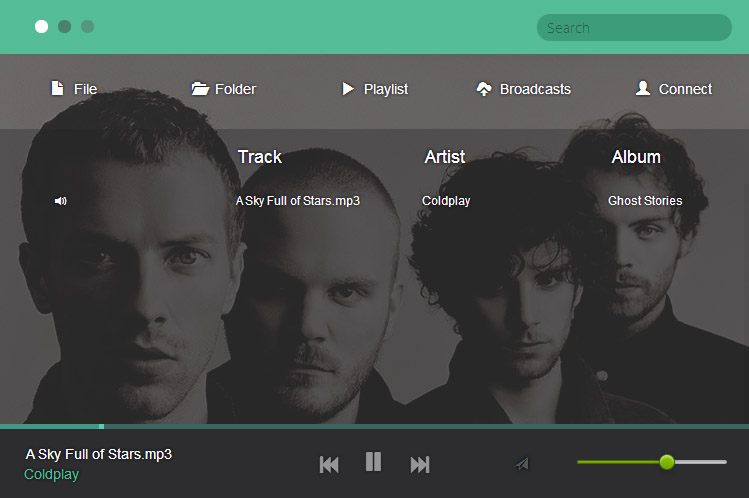 Search
File Folder Playlist Broadcasts Connect
Track Artist Album
A Sky Full of Stars.mp3 Coldplay Ghost Stories
A Sky Full of Stars.mp3
Coldplay